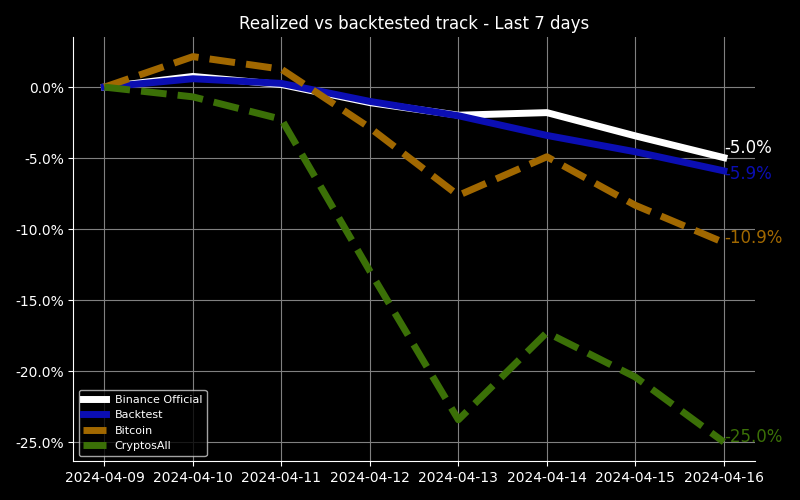 Realized vs backtested track - Last 7 days
0.0%
-5.0%
-10.0%
-15.0%
-20.0%
-25.0%
-5.0%
-5.9%
-10.9%
-25.0%
Binance Official
Backtest
Bitcoin
CryptosAll
2024-04-09 2024-04-10 2024-04-11 2024-04-12 2024-04-13 2024-04-14 2024-04-15 2024-04-16